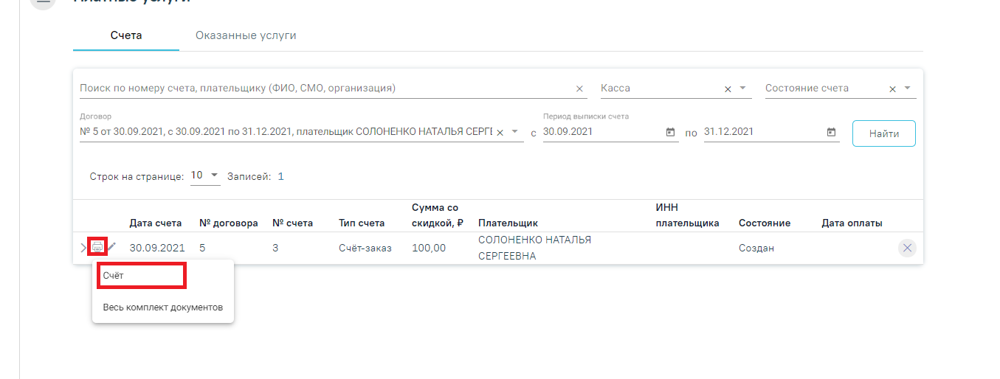 Платные услуги
Счета Оказанные услуги
Поиск по номеру счета, плательщику (ФИО, СМО, организация) Касса Состояние счета
Договор Период выписки счета
№ 5 от 30.09.2021, с 30.09.2021 по 31.12.2021, плательщик СОЛОНЕНКО НАТАЛЬЯ СЕРГЕ с 30.09.2021 по 31.12.2021 Найти
Строк на странице: 10 Записей: 1
Сумма со ИНН
Дата счета № договора № счета Тип счета скидкой, ₽ Плательщик плательщика Состояние Дата оплаты
СОЛОНЕНКО НАТАЛЬЯ
30.09.2021 5 3 Счёт-заказ 100,00 Создан
СЕРГЕЕВНА
Счёт
Весь комплект документов